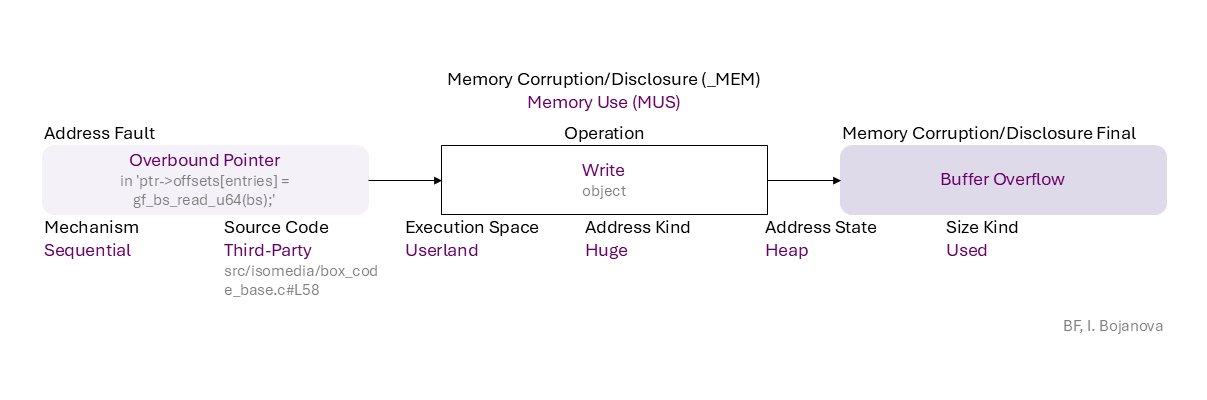 Memory Corruption/Disclosure (_MEM)
Memory Use (MUS)
Address Fault
Operation
Memory Corruption/Disclosure Final
Overbound Pointer
in 'ptr->offsets[entries] =
gf_bs_read_u64(bs);'
Write
object
Buffer Overflow
Mechanism
Sequential
Source Code
Third-Party
src/isomedia/box_cod
e_base.c#L58
Execution Space
Userland
Address Kind
Huge
Address State
Heap
Size Kind
Used
BF, I. Bojanova